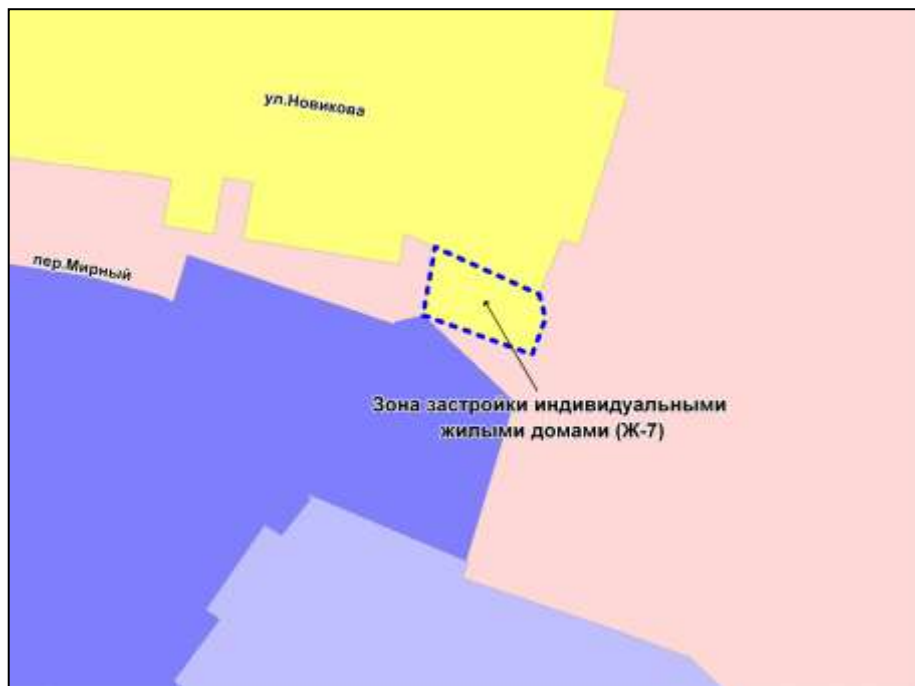 ул.Новикова
пер.Мирный
Зона застройки индивидуальными
жилыми домами (Ж-7)